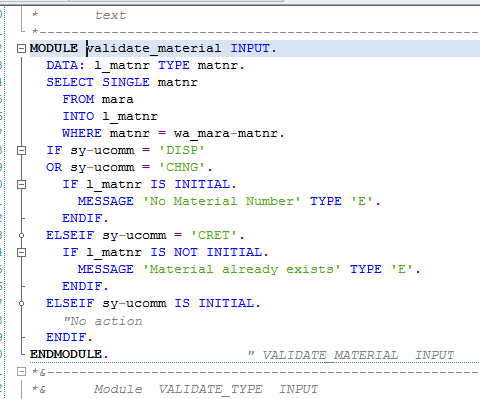 *       text
*----------------------------------------------------------
MODULE validate_material INPUT.
DATA: l_matnr TYPE matnr.
SELECT SINGLE matnr
FROM mara
INTO l_matnr
WHERE matnr = wa_mara-matnr.
IF sy-ucomm = 'DISP'
OR sy-ucomm = 'CHNG'.
IF l_matnr IS INITIAL.
MESSAGE 'No Material Number' TYPE 'E'.
ENDIF.
ELSEIF sy-ucomm = 'CRET'.
IF l_matnr IS NOT INITIAL.
MESSAGE 'Material already exists' TYPE 'E'.
ENDIF.
ELSEIF sy-ucomm IS INITIAL.
"No action
ENDIF.
ENDMODULE.                   " VALIDATE_MATERIAL  INPUT
*&---------------------------------------------------------
*&      Module  VALIDATE_TYPE  INPUT